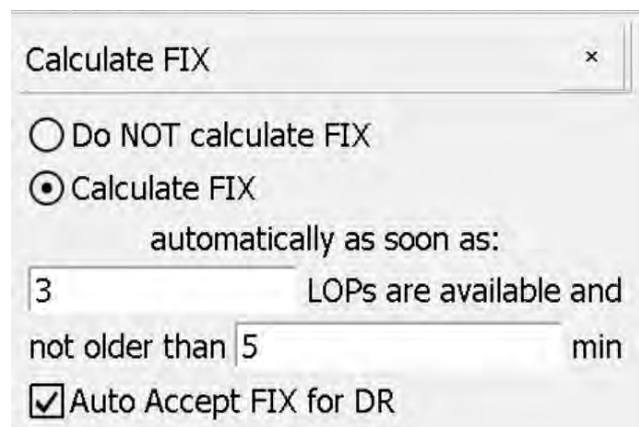 Calculate FIX ×
Do NOT calculate FIX
Calculate FIX
automatically as soon as:
3 LOPs are available and
not older than 5 min
Auto Accept FIX for DR